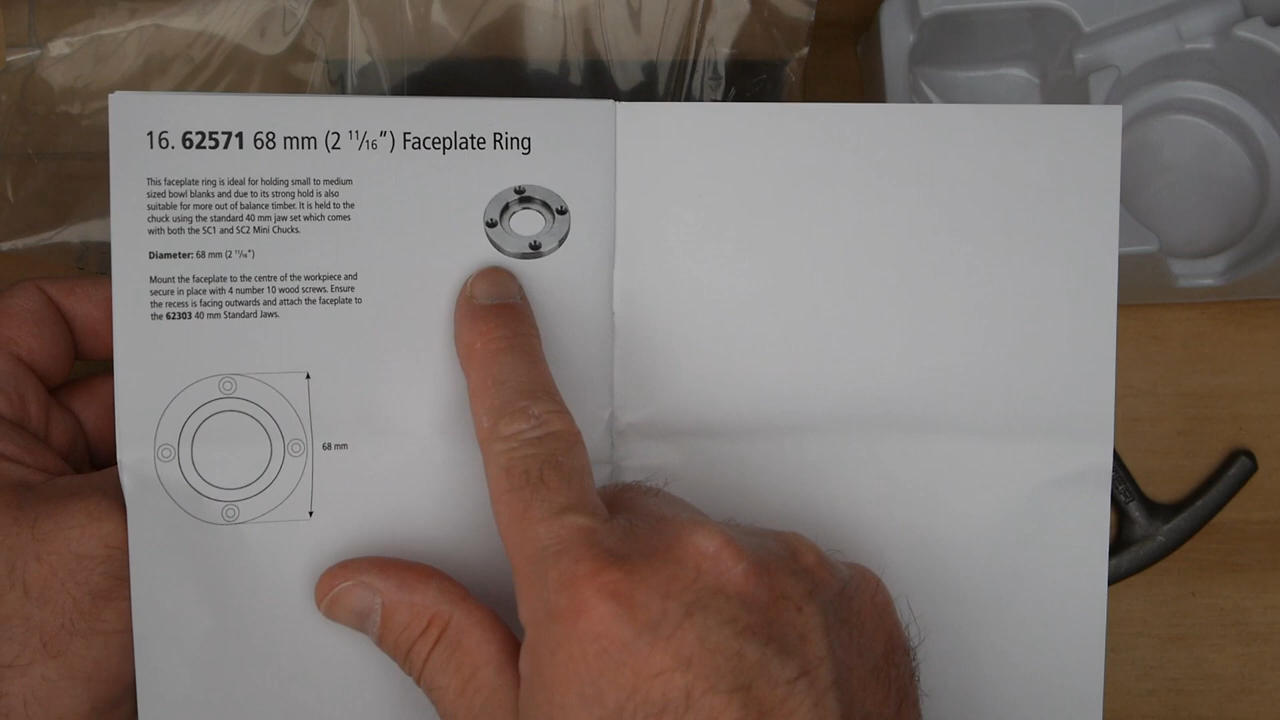 16. 62571 68 mm (2 11/16”) Faceplate Ring
This faceplate ring is ideal for holding small to medium
sized bowl blanks and due to its strong hold is also
suitable for more out of balance timber. It is held to the
chuck using the standard 40 mm jaw set which comes
with both the SC1 and SC2 Mini Chucks.
Diameter: 68 mm (2 11/16”)
Mount the faceplate to the centre of the workpiece and
secure in place with 4 number 10 wood screws. Ensure
the recess is facing outwards and attach the faceplate to
the 62303 40 mm Standard Jaws.
68 mm